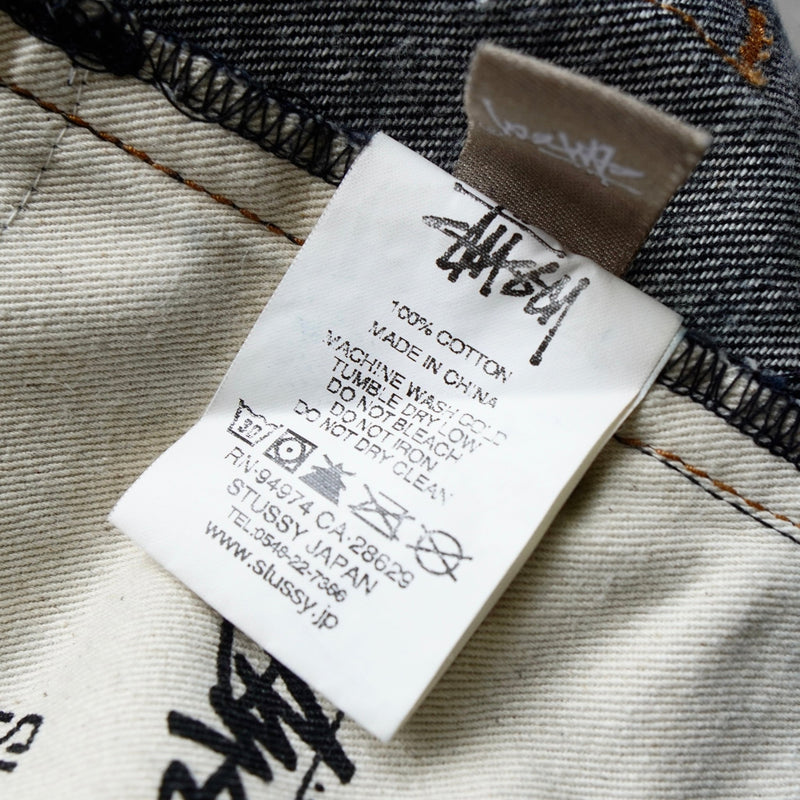 Stüssy
100% COTTON
MADE IN CHINA
MACHINE WASH COLD
TUMBLE DRY LOW
DO NOT BLEACH
DO NOT IRON
DO NOT DRY CLEAN
30
RN 94974 CA 28629
STUSSY JAPAN
TEL:0548-22-7366
www.stussy.jp